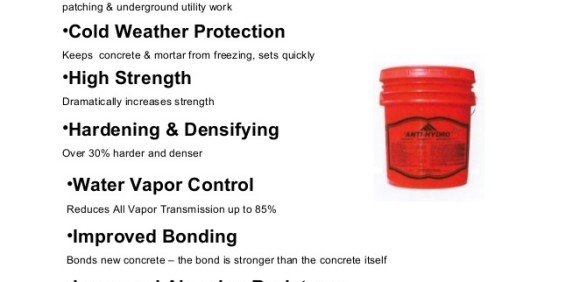 patching & underground utility work
•Cold Weather Protection
Keeps concrete & mortar from freezing, sets quickly
•High Strength
Dramatically increases strength
•Hardening & Densifying
Over 30% harder and denser
ANTI-HYDRO
•Water Vapor Control
Reduces All Vapor Transmission up to 85%
•Improved Bonding
Bonds new concrete – the bond is stronger than the concrete itself